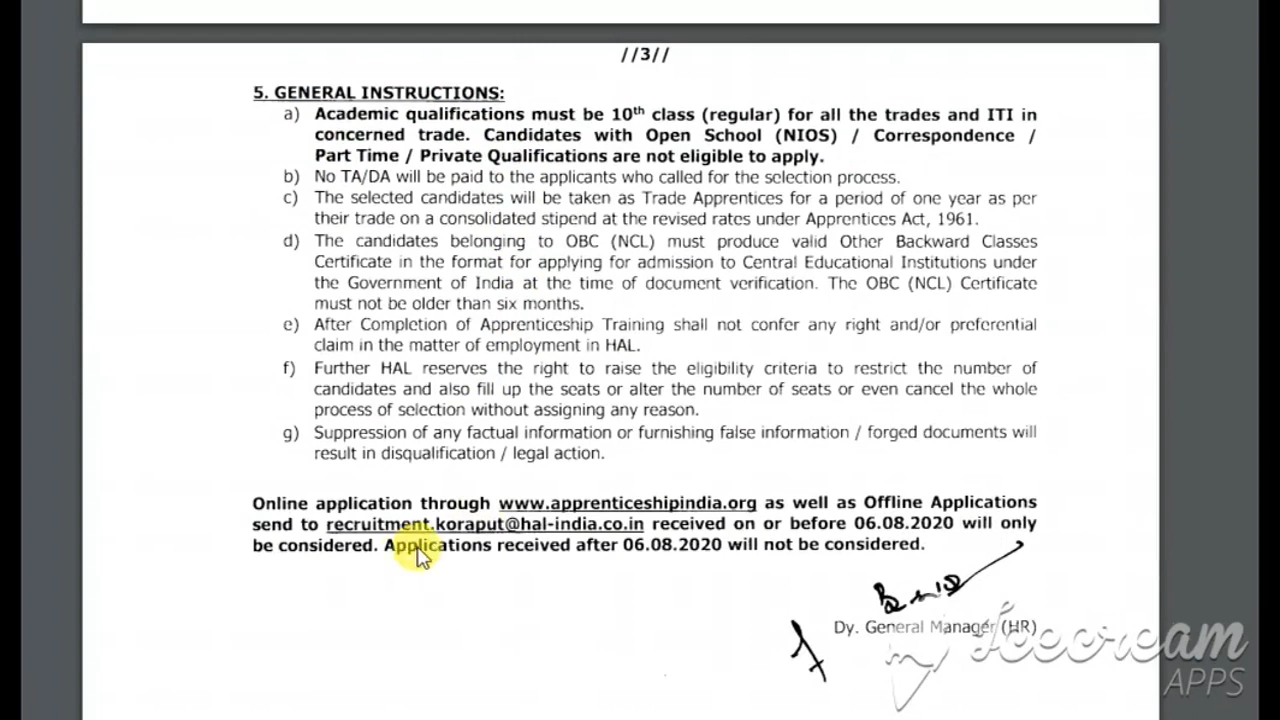 //3//
5. GENERAL INSTRUCTIONS:
a) Academic qualifications must be 10th class (regular) for all the trades and ITI in
concerned trade. Candidates with Open School (NIOS) / Correspondence /
Part Time / Private Qualifications are not eligible to apply.
b) No TA/DA will be paid to the applicants who called for the selection process.
c) The selected candidates will be taken as Trade Apprentices for a period of one year as per
their trade on a consolidated stipend at the revised rates under Apprentices Act, 1961.
d) The candidates belonging to OBC (NCL) must produce valid Other Backward Classes
Certificate in the format for applying for admission to Central Educational Institutions under
the Government of India at the time of document verification. The OBC (NCL) Certificate
must not be older than six months.
e) After Completion of Apprenticeship Training shall not confer any right and/or preferential
claim in the matter of employment in HAL.
f) Further HAL reserves the right to raise the eligibility criteria to restrict the number of
candidates and also fill up the seats or alter the number of seats or even cancel the whole
process of selection without assigning any reason.
g) Suppression of any factual information or furnishing false information / forged documents will
result in disqualification / legal action.
Online application through www.apprenticeshipindia.org as well as Offline Applications
send to recruitment.koraput@hal-india.co.in received on or before 06.08.2020 will only
be considered. Applications received after 06.08.2020 will not be considered.
Dy. General Manager (HR)
Icecream
APPS